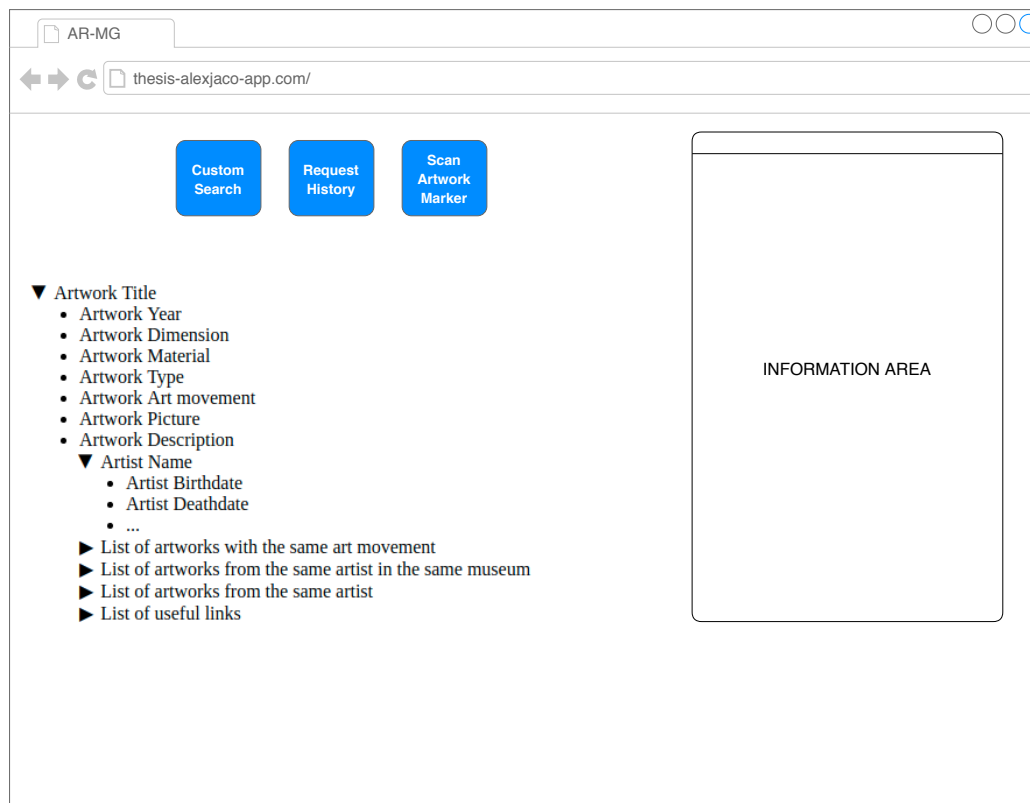 AR-MG
thesis-alexjaco-app.com/
Custom
Search
Request
History
Scan
Artwork
Marker
Artwork Title
Artwork Year
Artwork Dimension
Artwork Material
Artwork Type
Artwork Art movement
Artwork Picture
Artwork Description
Artist Name
Artist Birthdate
Artist Deathdate
...
List of artworks with the same art movement
List of artworks from the same artist in the same museum
List of artworks from the same artist
List of useful links
INFORMATION AREA